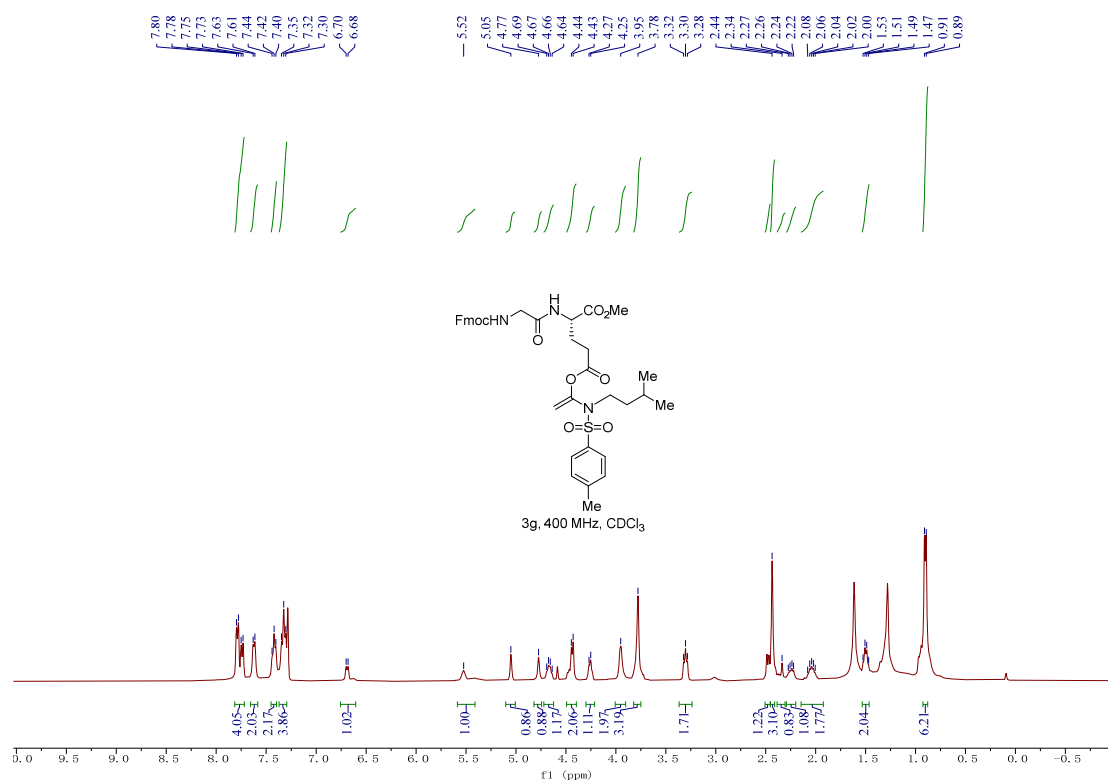 7.80 7.78 7.75 7.73 7.63 7.61 7.44 7.42 7.40 7.35 7.32 7.30 6.70 6.68 5.52 5.05 4.77 4.69 4.67 4.66 4.64 4.44 4.43 4.27 4.25 3.95 3.78 3.32 3.30 3.28 2.44 2.34 2.27 2.26 2.24 2.22 2.08 2.06 2.04 2.02 2.00 1.53 1.51 1.49 1.47 0.91 0.89
H
N
CO₂Me
FmocHN
O
O
O
Me
N
Me
O=S=O
Me
3g, 400 MHz, CDCl₃
4.05 2.03 2.17 3.86 1.02 1.00 0.86 0.88 1.17 2.06 1.11 1.97 3.19 1.71 1.22 3.10 0.83 1.08 1.77 2.04 6.21
0.0 9.5 9.0 8.5 8.0 7.5 7.0 6.5 6.0 5.5 5.0 4.5 4.0 3.5 3.0 2.5 2.0 1.5 1.0 0.5 0.0 -0.5
f1 (ppm)